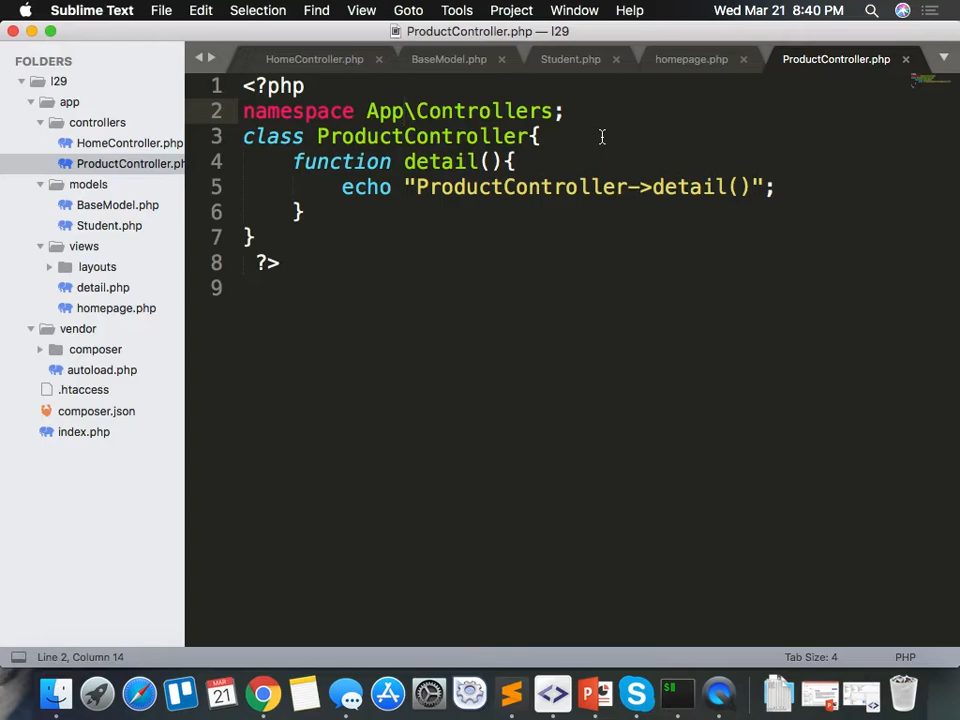 Sublime Text File Edit Selection Find View Goto Tools Project Window Help Wed Mar 21 8:40 PM
ProductController.php — l29
FOLDERS
l29
app
controllers
HomeController.php
ProductController.ph
models
BaseModel.php
Student.php
views
layouts
detail.php
homepage.php
vendor
composer
autoload.php
.htaccess
composer.json
index.php
HomeController.php BaseModel.php Student.php homepage.php ProductController.php
1 <?php
2 namespace App\Controllers;
3 class ProductController{
4 function detail(){
5 echo "ProductController->detail()";
6 }
7 }
8 ?>
9
Line 2, Column 14 Tab Size: 4 PHP